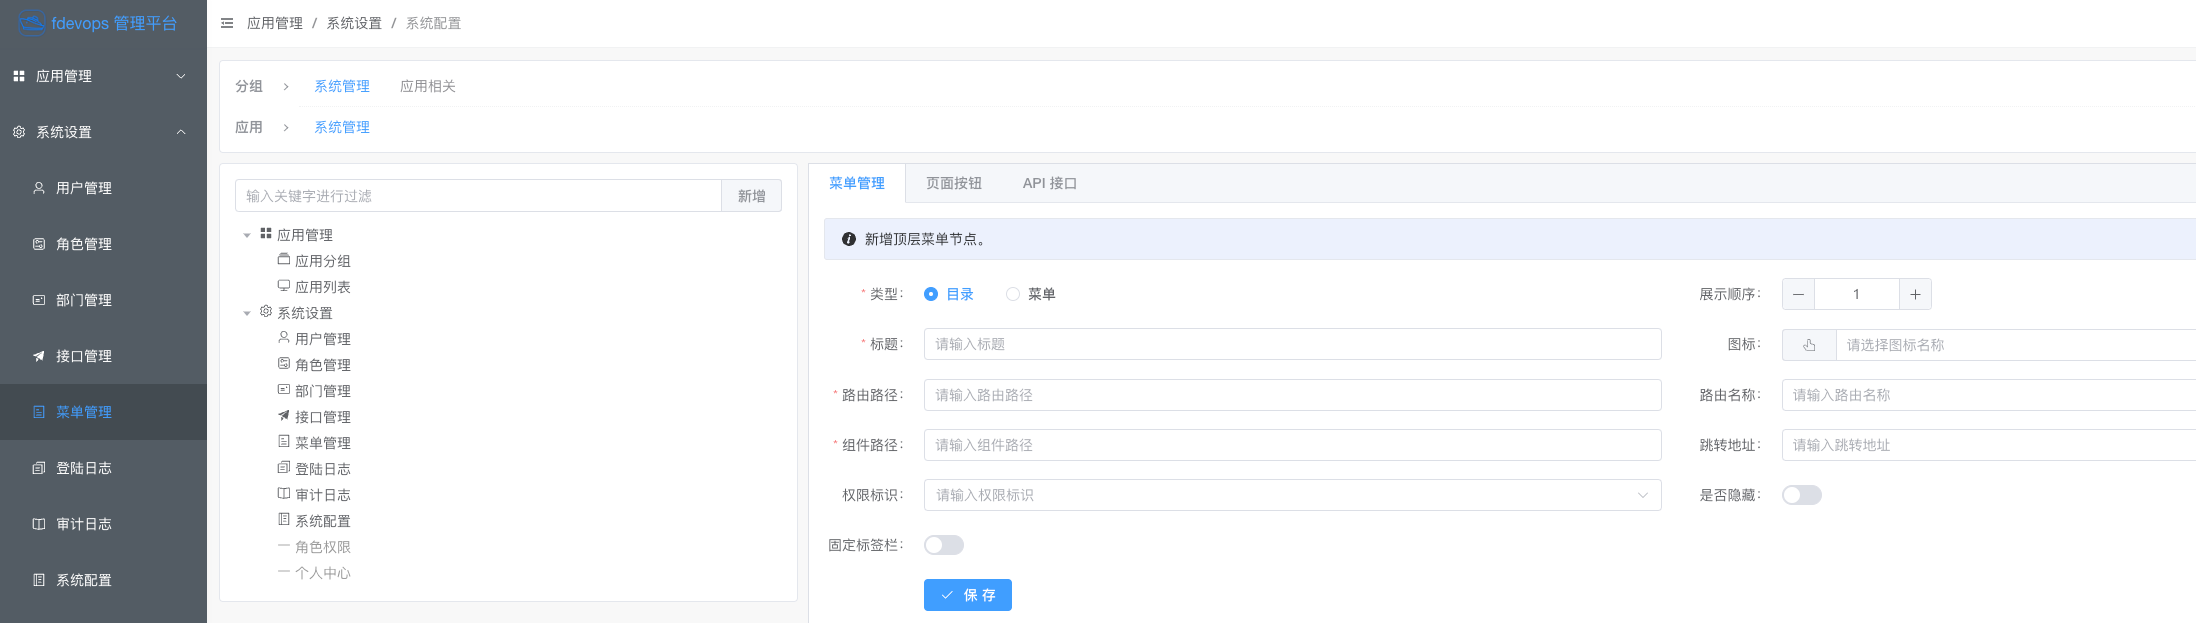 fdevops 管理平台
应用管理 / 系统设置 / 系统配置
应用管理
系统设置
用户管理
角色管理
部门管理
接口管理
菜单管理
登陆日志
审计日志
系统配置
分组 > 系统管理 应用相关
应用 > 系统管理
输入关键字进行过滤 新增
应用管理
应用分组
应用列表
系统设置
用户管理
角色管理
部门管理
接口管理
菜单管理
登陆日志
审计日志
系统配置
角色权限
个人中心
菜单管理 页面按钮 API 接口
新增顶层菜单节点。
* 类型： 目录 菜单 展示顺序： 1
* 标题： 请输入标题 图标： 请选择图标名称
* 路由路径： 请输入路由路径 路由名称： 请输入路由名称
* 组件路径： 请输入组件路径 跳转地址： 请输入跳转地址
权限标识： 请输入权限标识 是否隐藏：
固定标签栏：
保 存